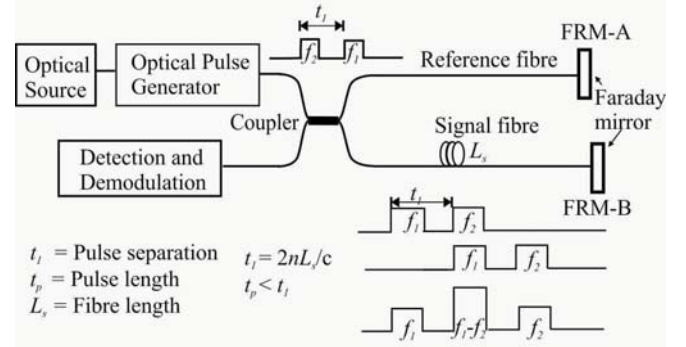 t₁
f₂ f₁
FRM-A
Optical Source
Optical Pulse Generator
Reference fibre
Faraday mirror
Coupler
Signal fibre
Lₛ
Detection and Demodulation
FRM-B
t₁
f₁ f₂
t₁ = Pulse separation
t₁= 2nLₛ/c
f₁ f₂
tₚ = Pulse length
tₚ < t₁
Lₛ = Fibre length
f₁ f₁-f₂ f₂